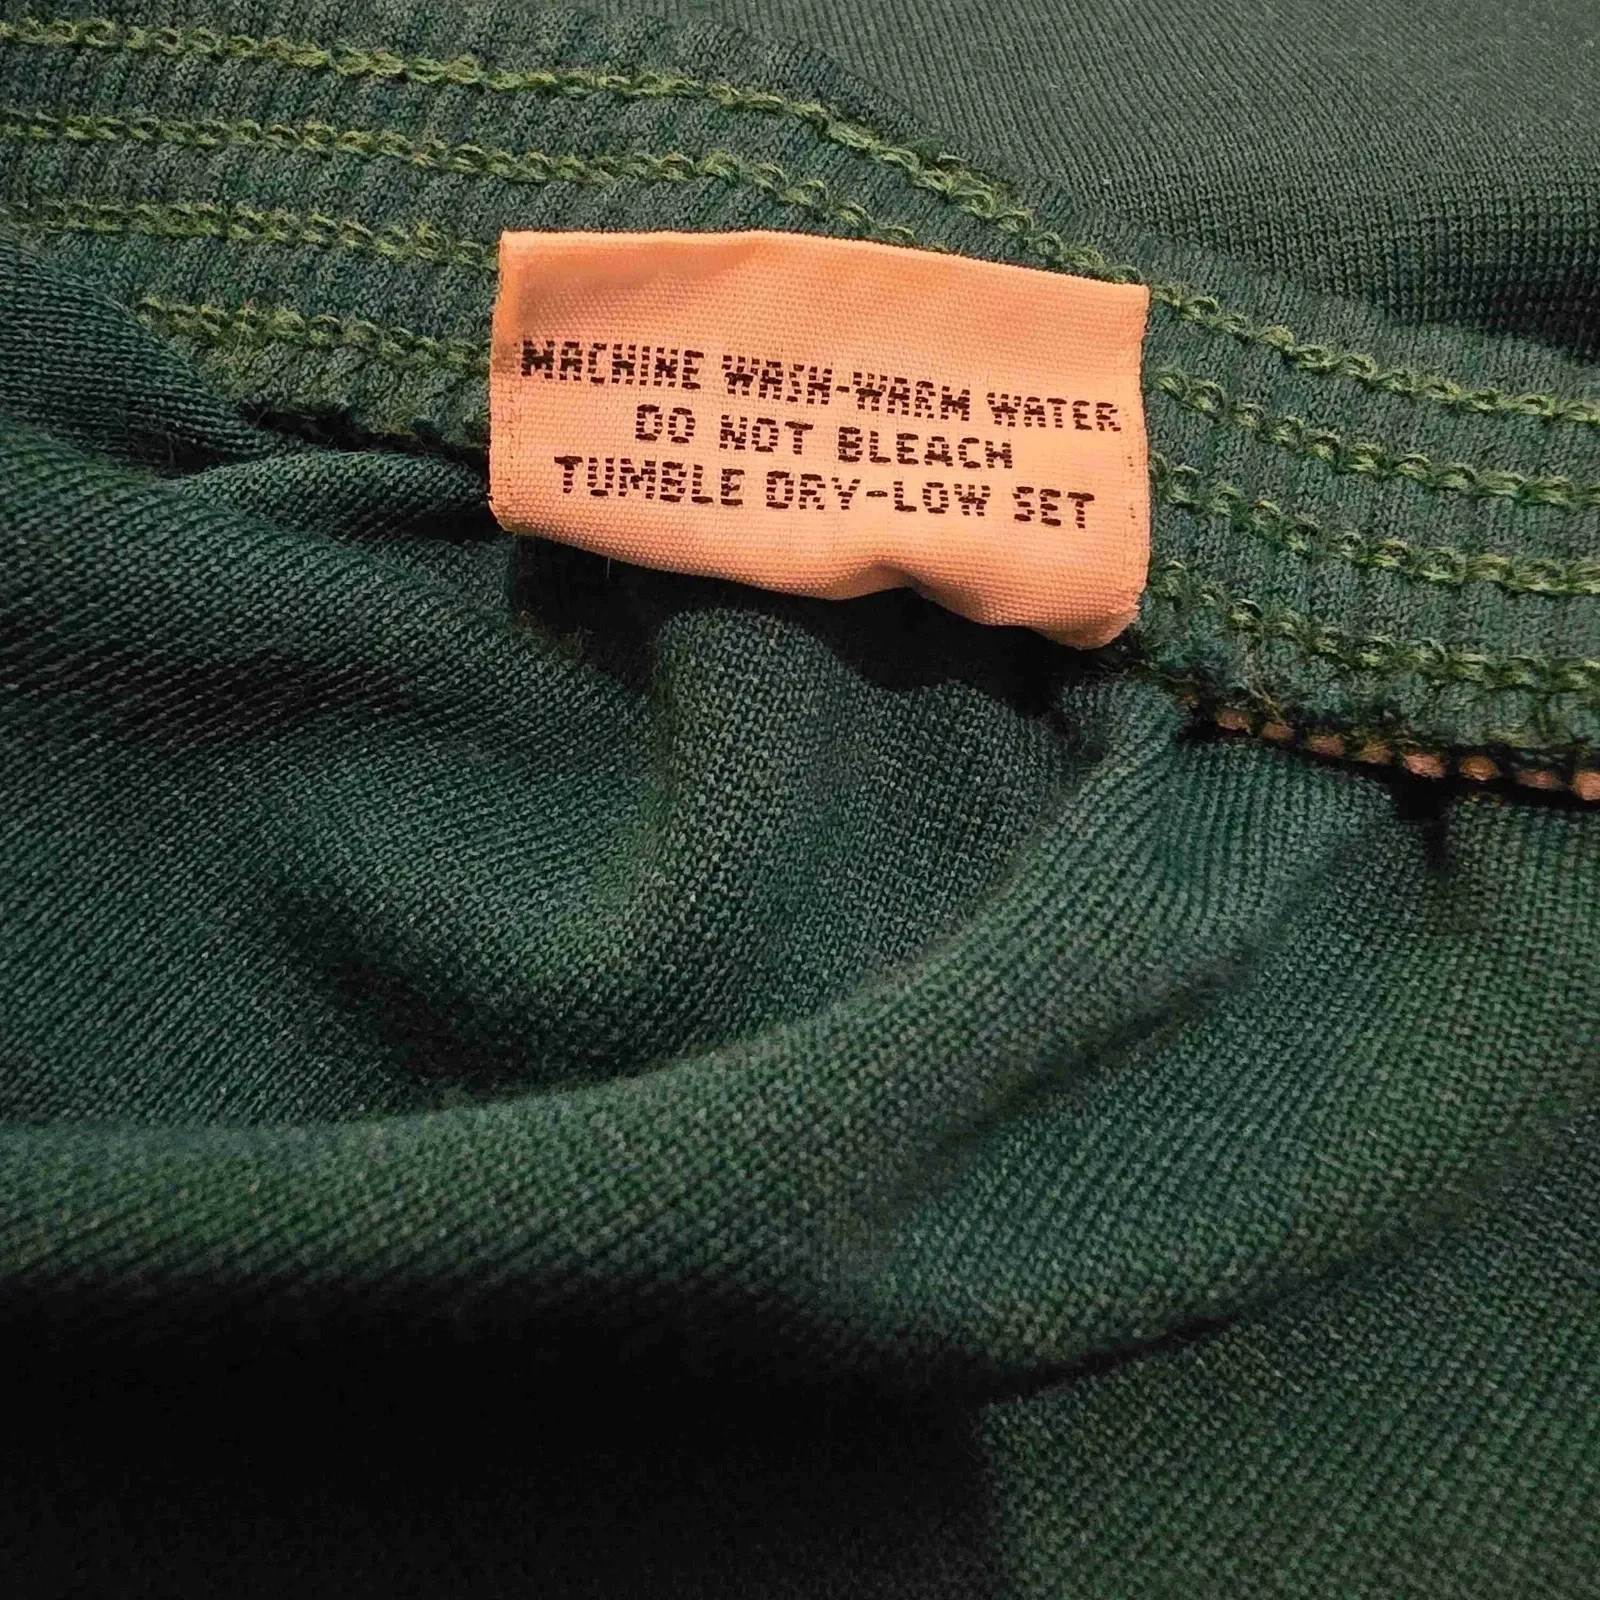 MACHINE WASH-WARM WATER
DO NOT BLEACH
TUMBLE DRY-LOW SET